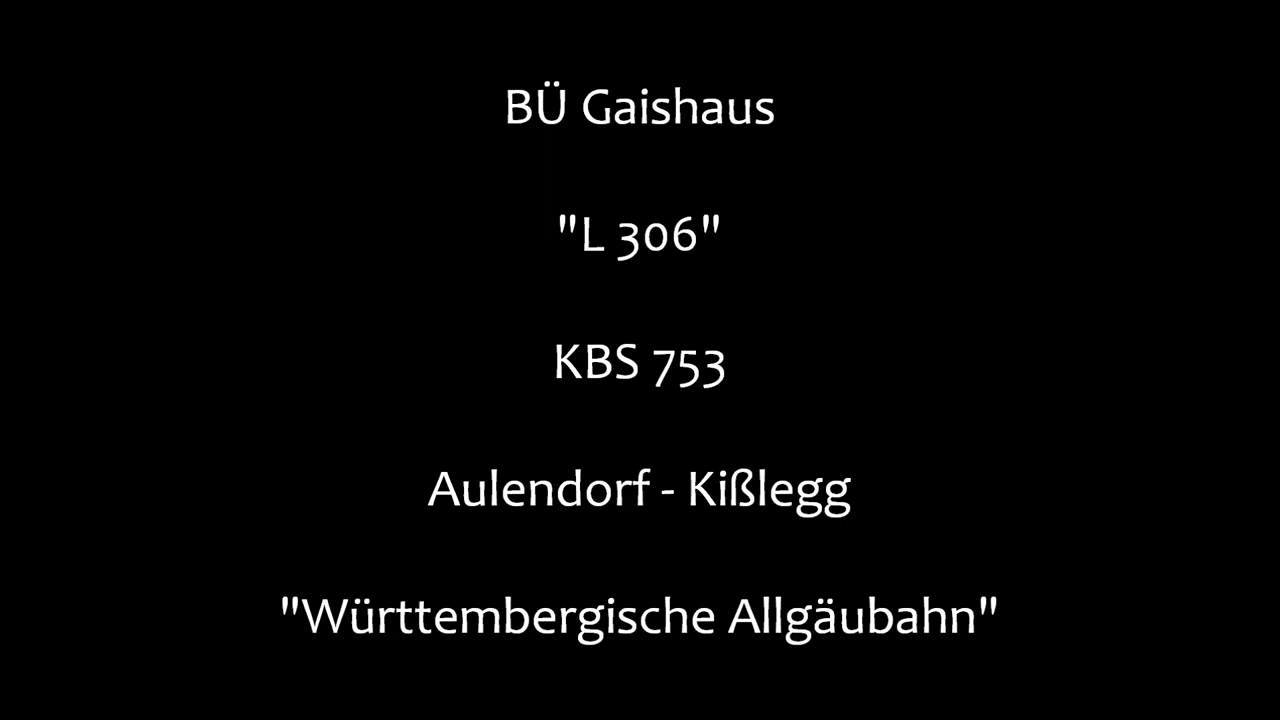 BÜ Gaishaus
"L 306"
KBS 753
Aulendorf - Kißlegg
"Württembergische Allgäubahn"